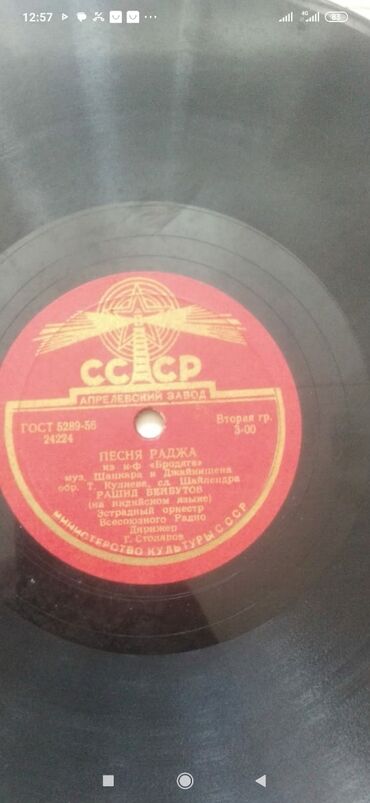 12:57
4G
63
СССР
АПРЕЛЕВСКИЙ ЗАВОД
ГОСТ 5289-56
24224
Вторая гр.
3-00
ПЕСНЯ РАДЖА
из к-ф «Бродяга»
муз. Шанкара и Джайкишена
обр. Т. Кулиева, сл. Шайлендра
РАШИД БЕЙБУТОВ
(на индийском языке)
Эстрадный оркестр
Всесоюзного Радио
Дирижер
Г. Столяров
МИНИСТЕРСТВО КУЛЬТУРЫ СССР